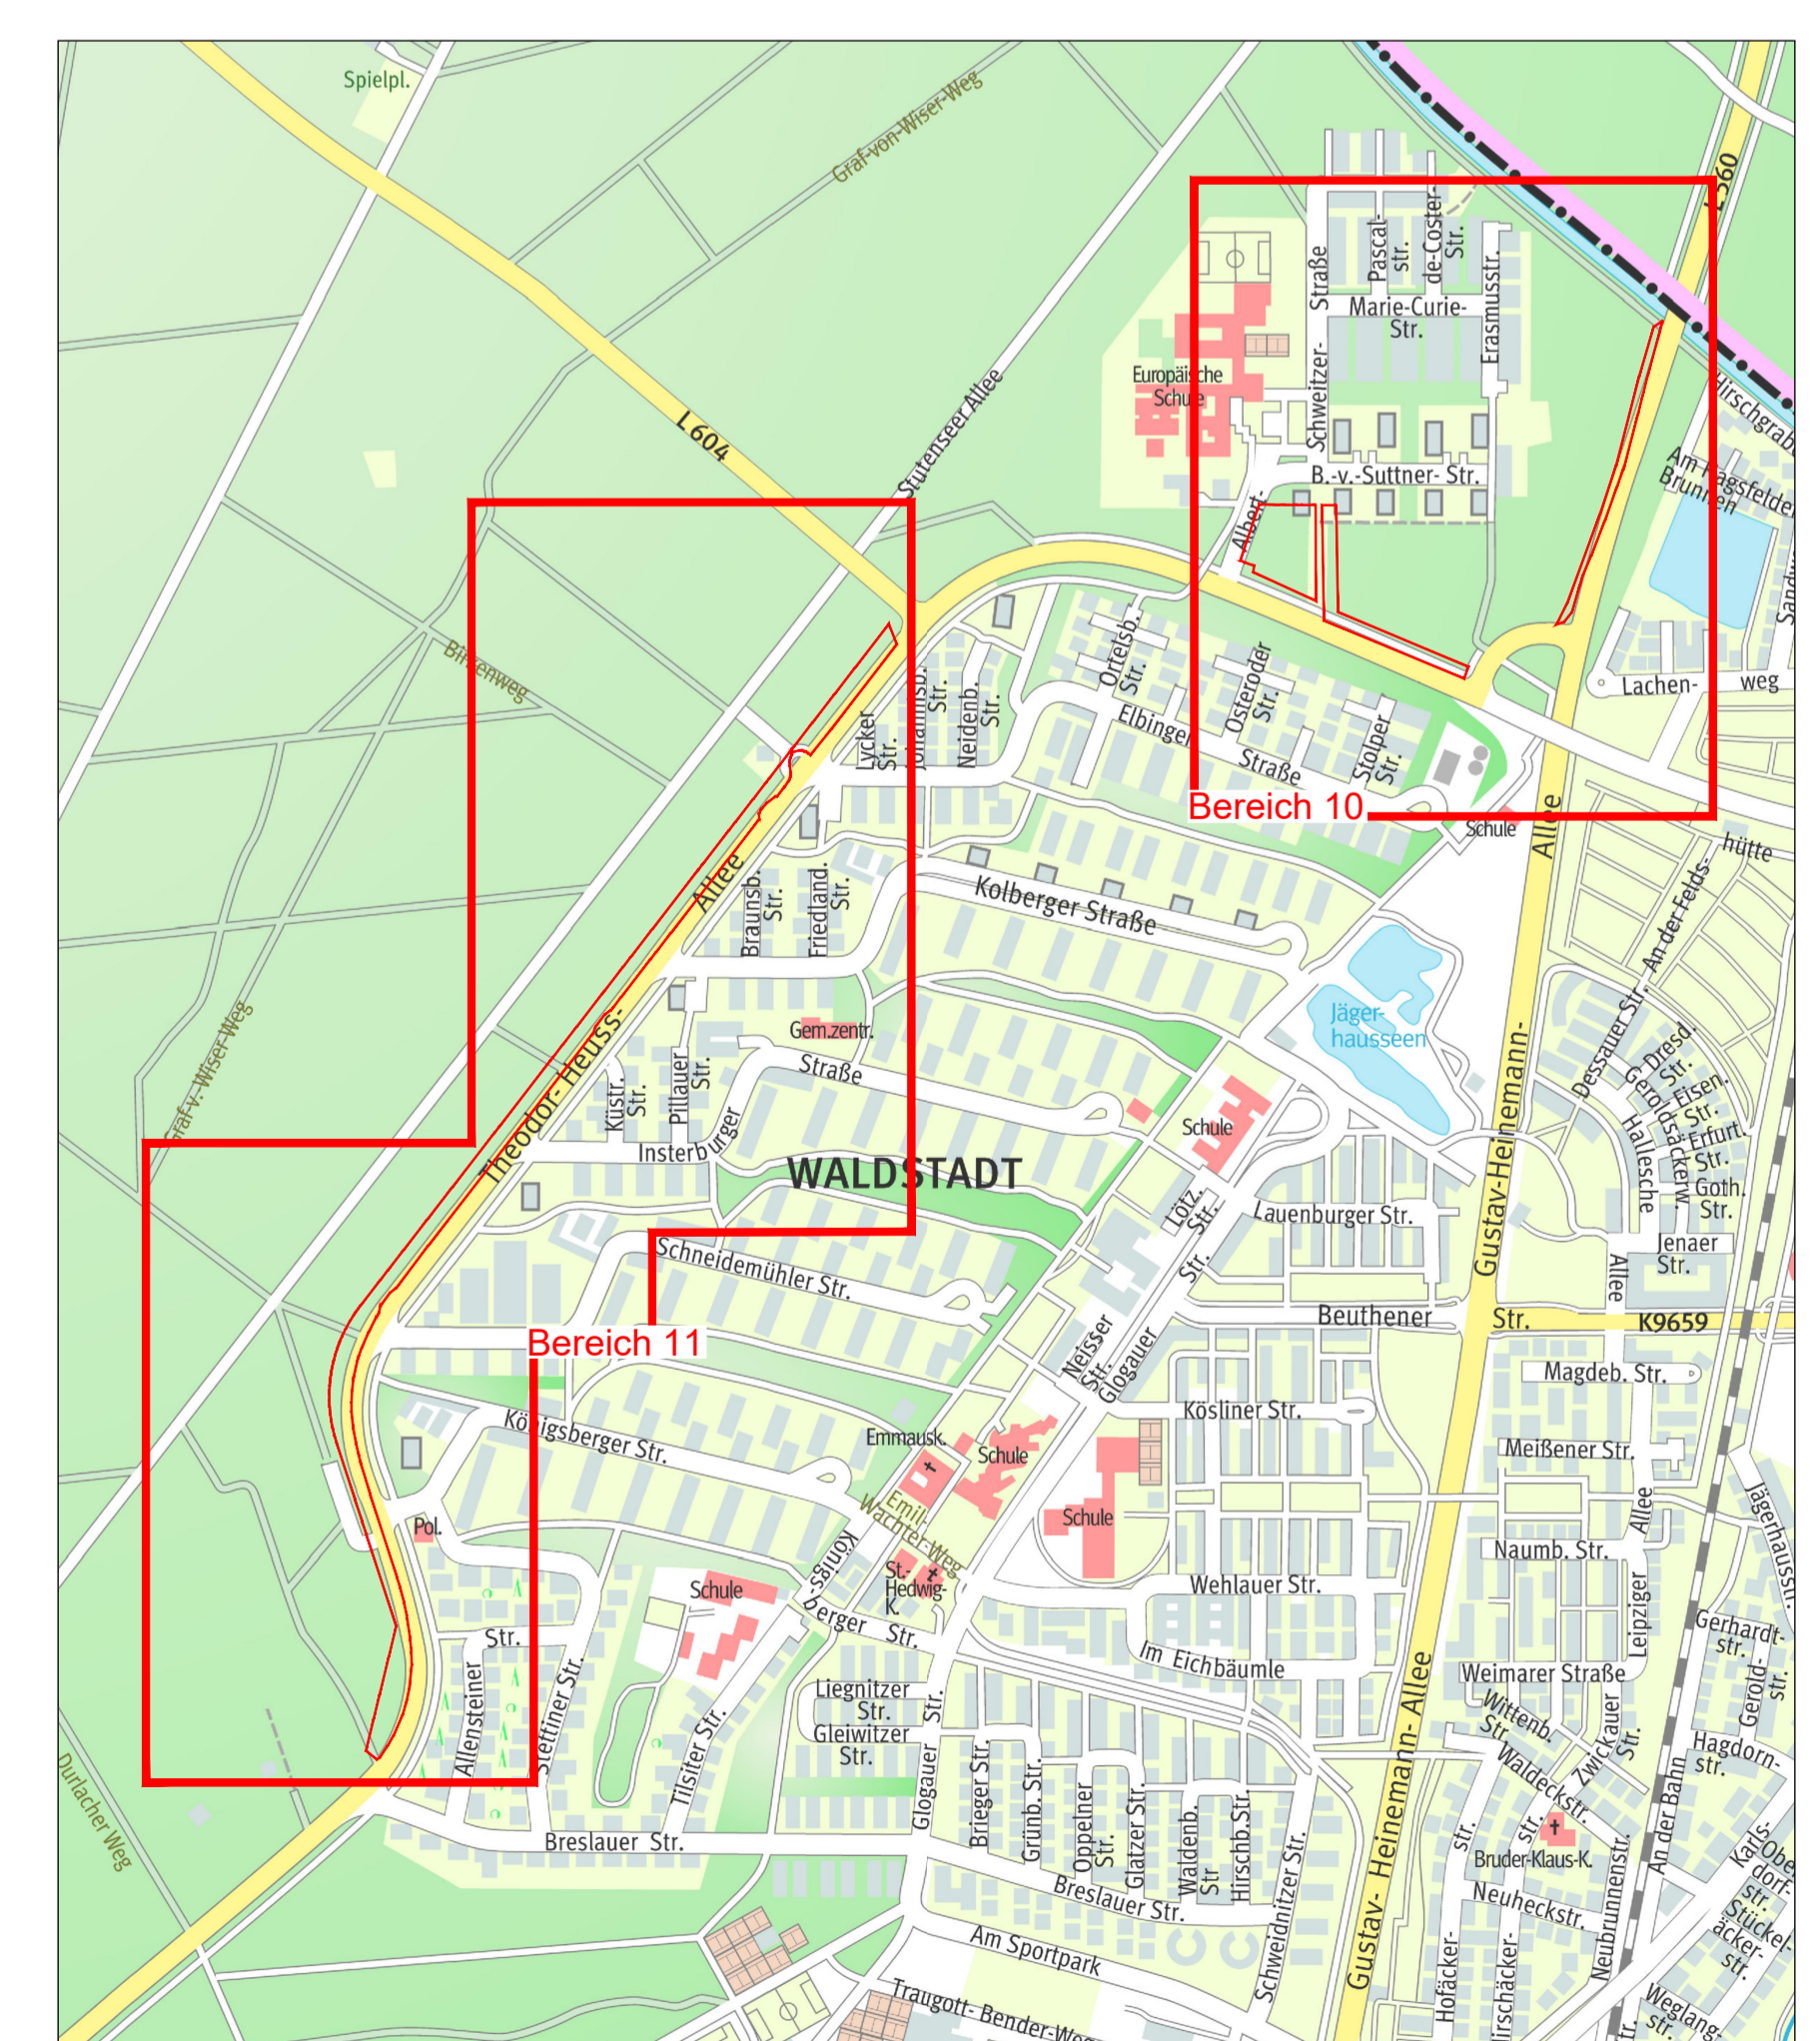 Spielpl.
Graf-von-Wiser-Weg
L 560
Pascal-
str.
de-Coster-
Str.
Straße
Schweitzer-
Albert-
Marie-Curie-
Str.
Erasmusstr.
Europäische
Schule
B.-v.-Suttner- Str.
Hirschgrab
Am Hagsfelder
Brunnen
L 604
Stutenseer Allee
Birkenweg
Lycker
Str.
Johannisb.
Str.
Neidenb.
Str.
Ortelsb.
Str.
Osteroder
Str.
Elbinger
Straße
Stolper
Str.
Lachen-
weg
Bereich 10
Schule
Allee
hütte
An der Felds-
Kolberger Straße
Braunsb.
Str.
Friedland.
Str.
Allee
Theodor- Heuss-
Graf-v.-Wiser-Weg
Gem.zentr.
Straße
Insterburger
Küstr.
Str.
Pillauer
Str.
Jäger-
hausseen
Dessauer Str.
Dresd.
Str.
Eisen.
Str.
Erfurt.
Str.
Goth.
Str.
Geroldsäckerw.
Hallesche
Allee
Jenaer
Str.
WALDSTADT
Schule
Lötz.
Str.
Lauenburger Str.
Gustav-Heinemann-
Schneidemühler Str.
Beuthener
Str.
K9659
Bereich 11
Neisser
Str.
Glogauer
Str.
Magdeb. Str.
Kösliner Str.
Königsberger Str.
Emmausk.
Schule
Meißener Str.
Emil-
Wachter-Weg
Schule
Allee
Leipziger
Jägerhausstr.
Pol.
Naumb. Str.
Königs-
berger Str.
St.-
Hedwig-
K.
Schule
Wehlauer Str.
Gerhardt-
str.
Im Eichbäumle
Weimarer Straße
Gerold-
str.
Str.
Allensteiner
Stettiner Str.
Tilsiter Str.
Liegnitzer
Str.
Gleiwitzer
Str.
Glogauer Str.
Wittenb.
Str.
Zwickauer
Str.
Hagdorn-
str.
Waldeckstr.
Durlacher Weg
Brieger Str.
Grünb. Str.
Oppelner
Str.
Glatzer Str.
Waldenb.
Str
Hirschb.Str.
Breslauer Str.
Breslauer Str.
Schweidnitzer Str.
Gustav- Heinemann- Allee
Bruder-Klaus-K.
Neuheckstr.
Neubrunnenstr.
An der Bahn
str.
str.
Hofäcker-
Karls-
Obe
dorf-
str.
Stückel-
äcker-
str.
Weglang-
str.
Am Sportpark
Traugott- Bender-Weg